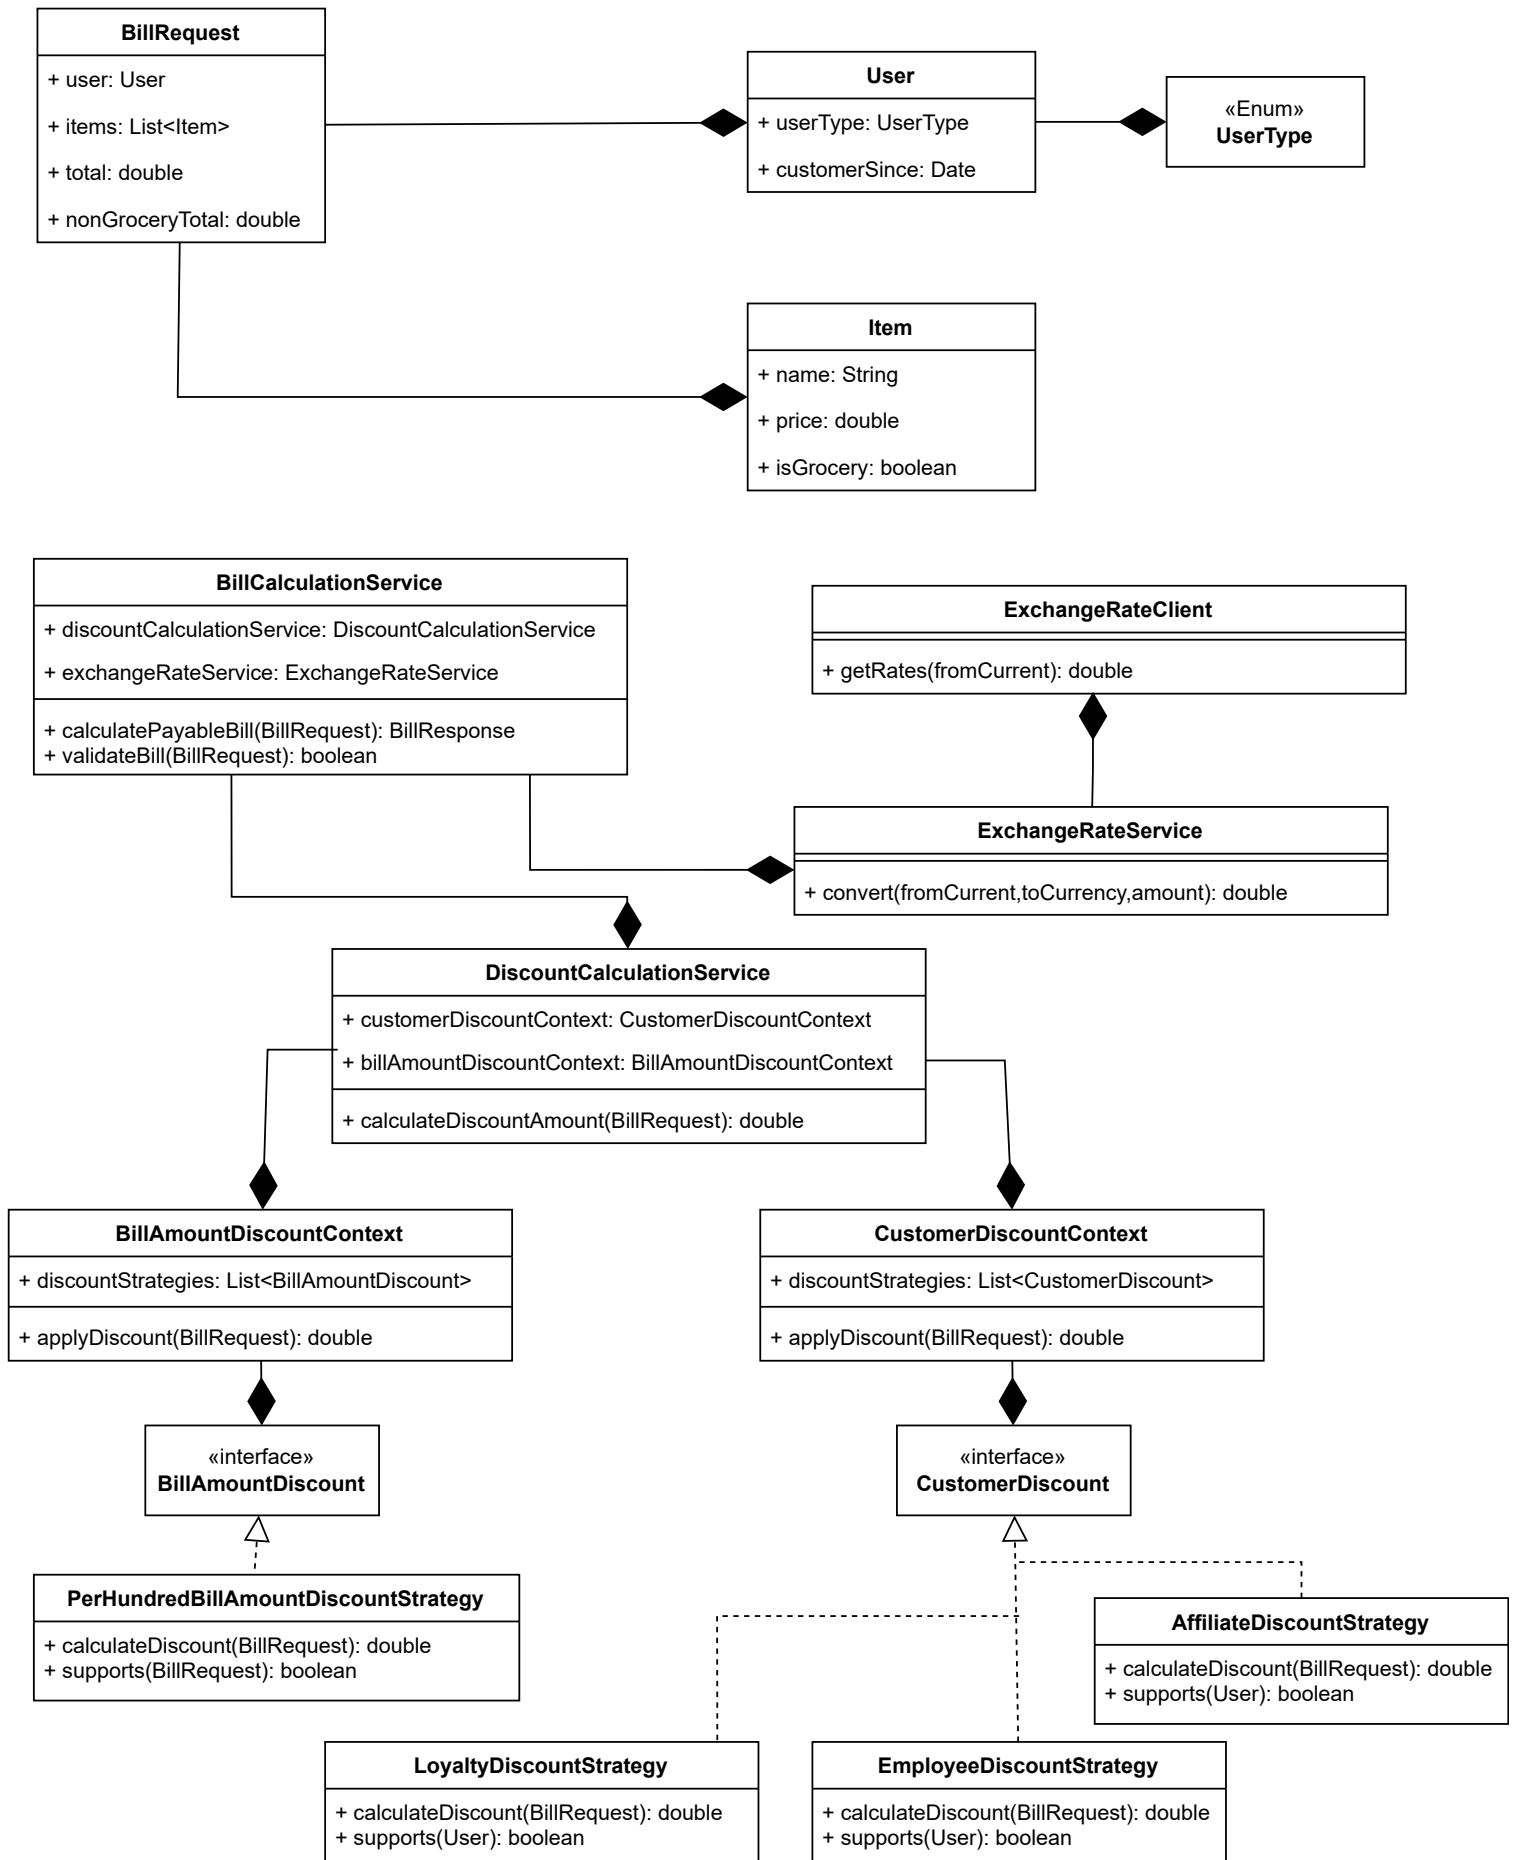 BillRequest
+ user: User
+ items: List<Item>
+ total: double
+ nonGroceryTotal: double
User
+ userType: UserType
+ customerSince: Date
«Enum»
UserType
Item
+ name: String
+ price: double
+ isGrocery: boolean
BillCalculationService
+ discountCalculationService: DiscountCalculationService
+ exchangeRateService: ExchangeRateService
+ calculatePayableBill(BillRequest): BillResponse
+ validateBill(BillRequest): boolean
ExchangeRateClient
+ getRates(fromCurrent): double
ExchangeRateService
+ convert(fromCurrent,toCurrency,amount): double
DiscountCalculationService
+ customerDiscountContext: CustomerDiscountContext
+ billAmountDiscountContext: BillAmountDiscountContext
+ calculateDiscountAmount(BillRequest): double
BillAmountDiscountContext
+ discountStrategies: List<BillAmountDiscount>
+ applyDiscount(BillRequest): double
CustomerDiscountContext
+ discountStrategies: List<CustomerDiscount>
+ applyDiscount(BillRequest): double
«interface»
BillAmountDiscount
«interface»
CustomerDiscount
PerHundredBillAmountDiscountStrategy
+ calculateDiscount(BillRequest): double
+ supports(BillRequest): boolean
AffiliateDiscountStrategy
+ calculateDiscount(BillRequest): double
+ supports(User): boolean
LoyaltyDiscountStrategy
+ calculateDiscount(BillRequest): double
+ supports(User): boolean
EmployeeDiscountStrategy
+ calculateDiscount(BillRequest): double
+ supports(User): boolean